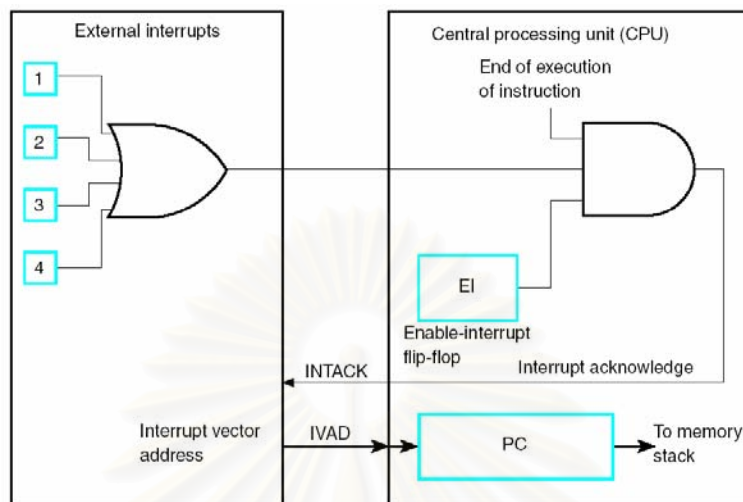 External interrupts
1
2
3
4
Central processing unit (CPU)
End of execution
of instruction
EI
Enable-interrupt
flip-flop
INTACK
Interrupt acknowledge
Interrupt vector
address
IVAD
PC
To memory
stack